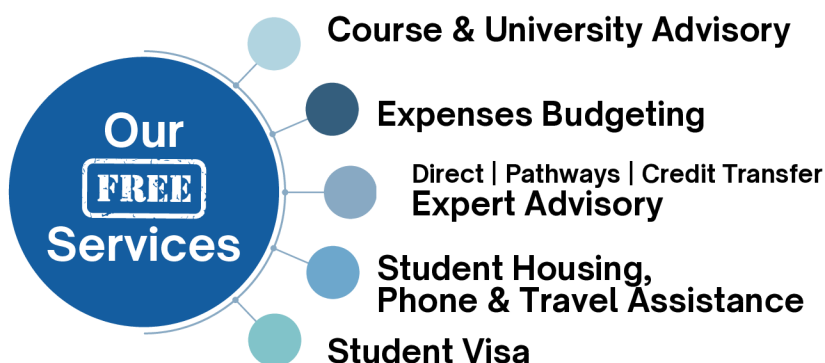 Our
FREE
Services
Course & University Advisory
Expenses Budgeting
Direct | Pathways | Credit Transfer
Expert Advisory
Student Housing,
Phone & Travel Assistance
Student Visa